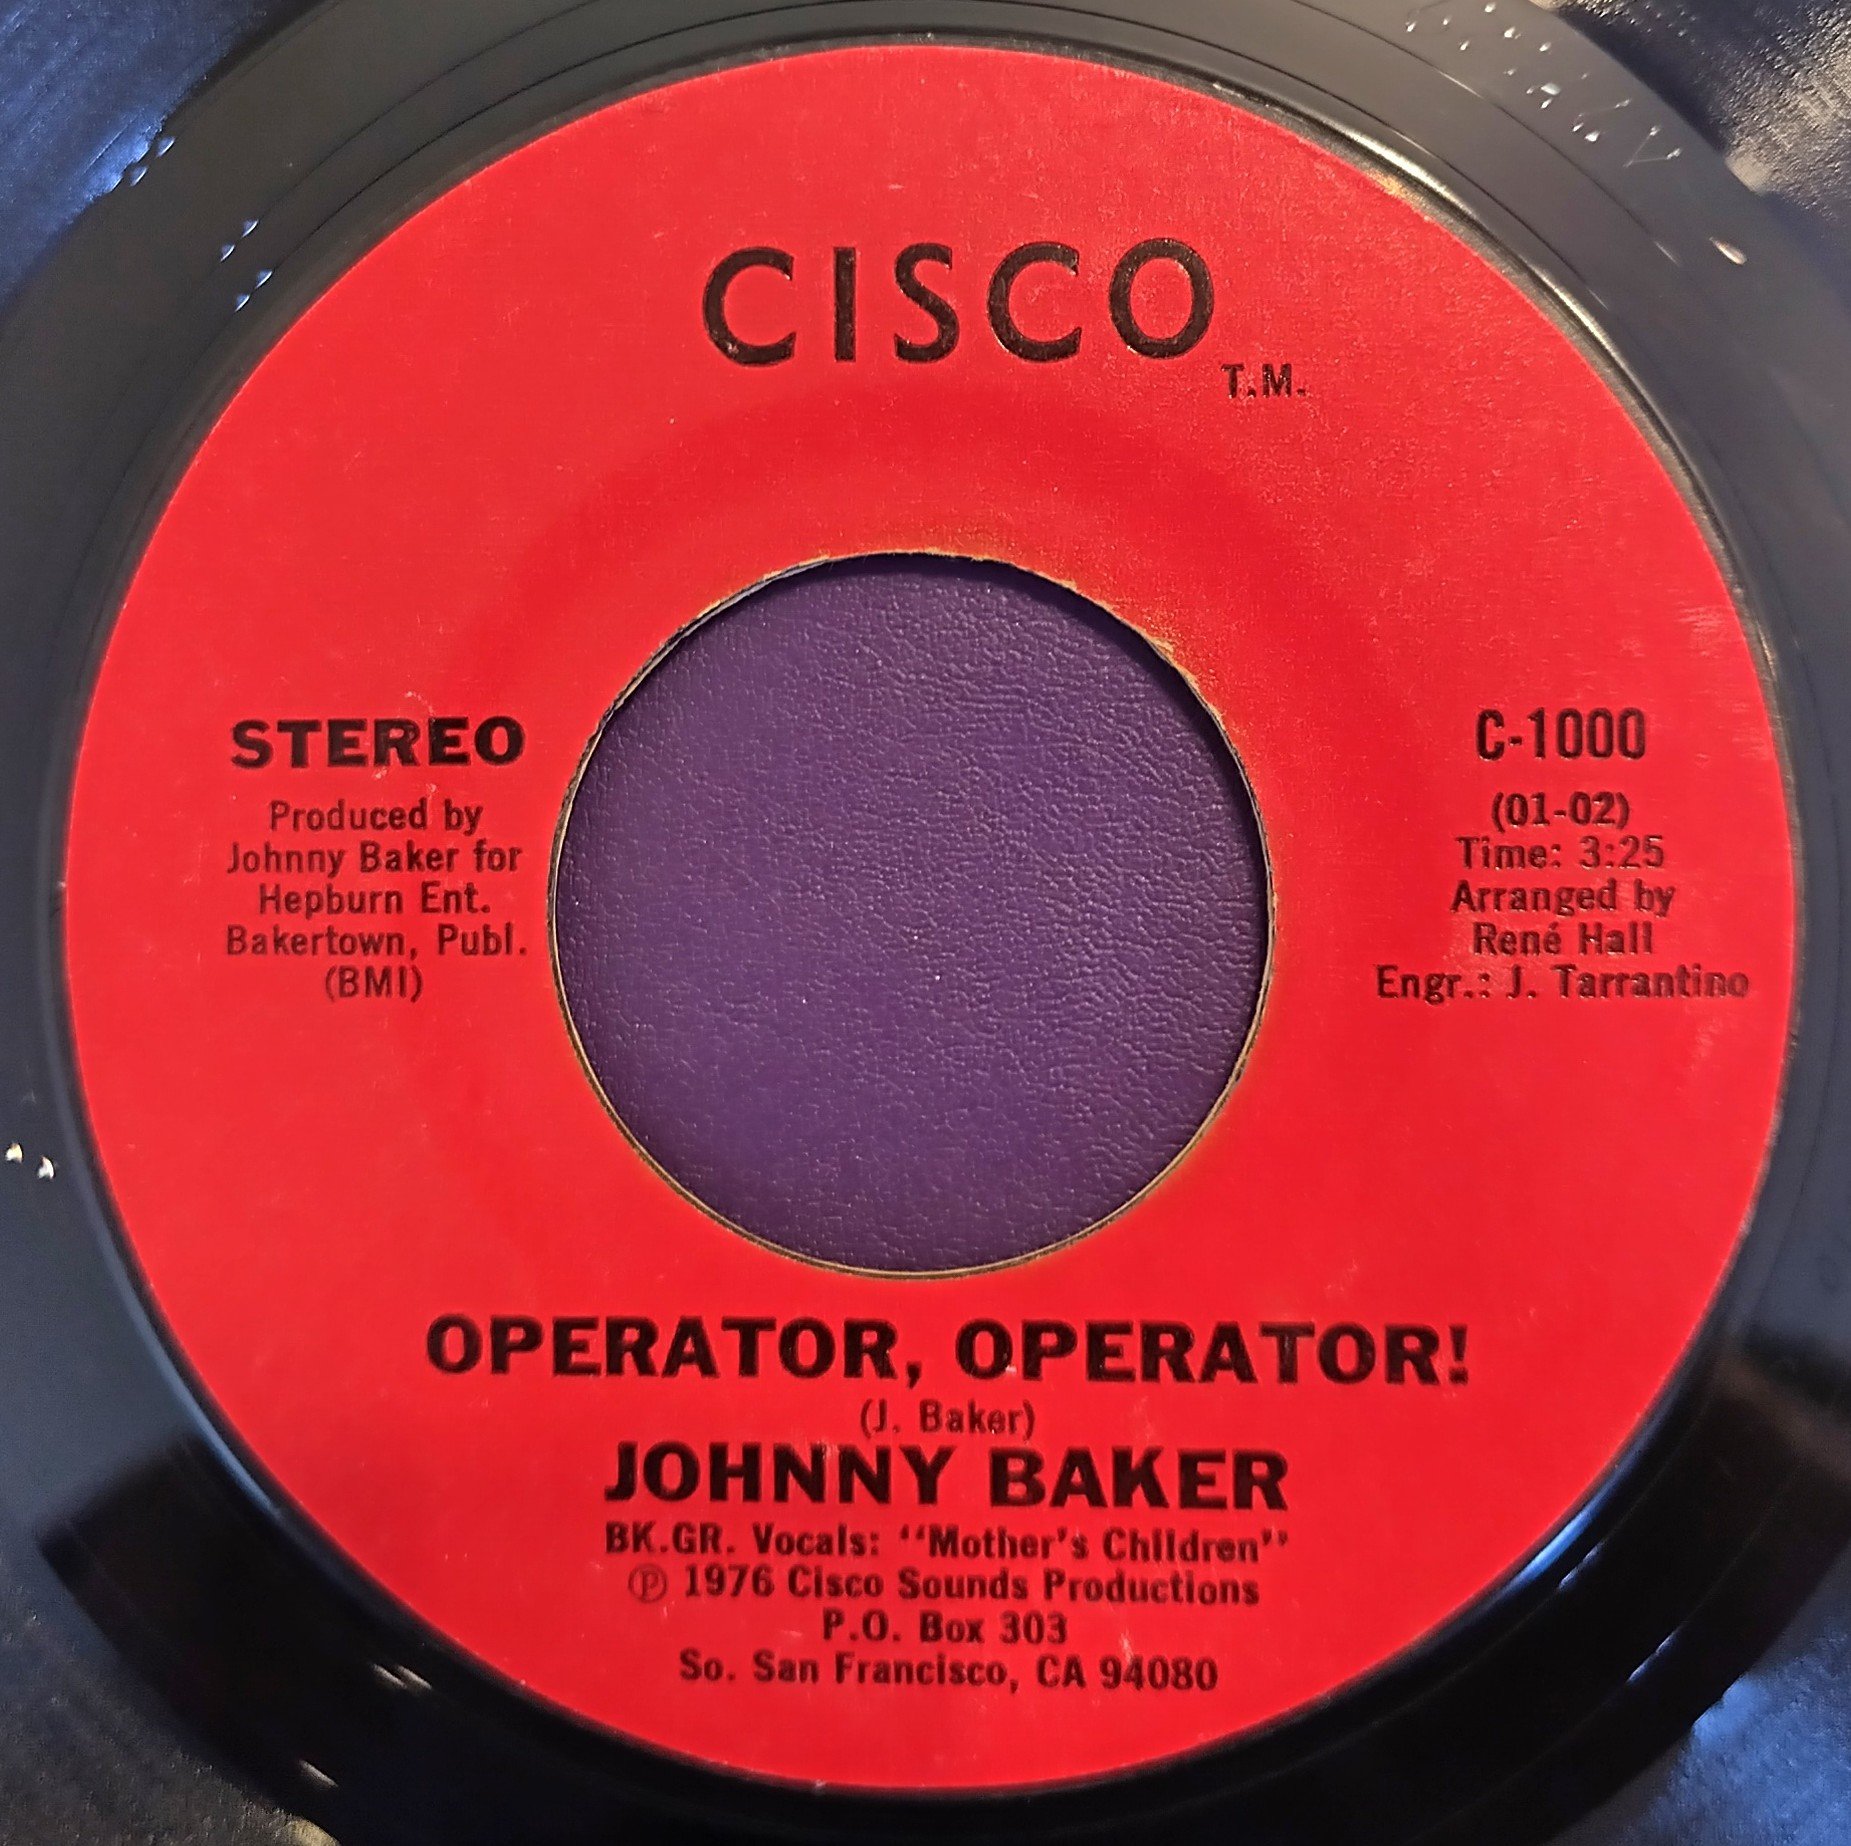 CISCO
T.M.
STEREO
Produced by
Johnny Baker for
Hepburn Ent.
Bakertown, Publ.
(BMI)
C-1000
(01-02)
Time: 3:25
Arranged by
René Hall
Engr.: J. Tarrantino
OPERATOR, OPERATOR!
(J. Baker)
JOHNNY BAKER
BK.GR. Vocals: "Mother's Children"
℗ 1976 Cisco Sounds Productions
P.O. Box 303
So. San Francisco, CA 94080